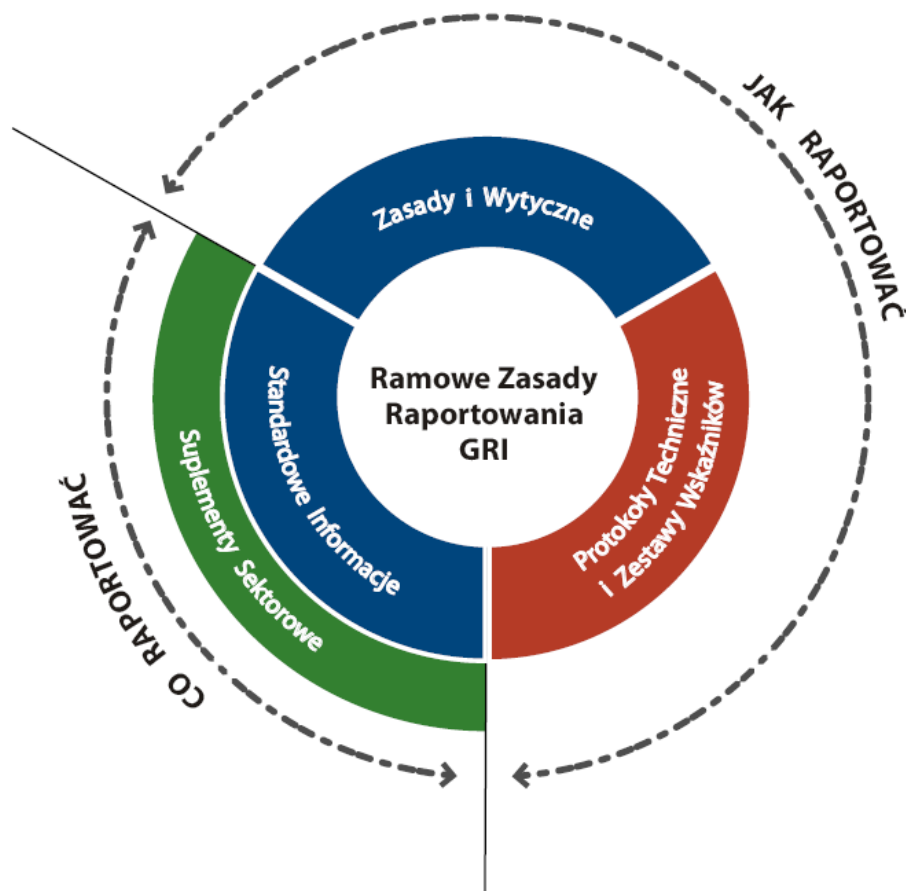 JAK RAPORTOWAĆ
Zasady i Wytyczne
Ramowe Zasady
Raportowania
GRI
Protokoły Techniczne
i Zestawy Wskaźników
Standardowe Informacje
Suplementy Sektorowe
CO RAPORTOWAĆ